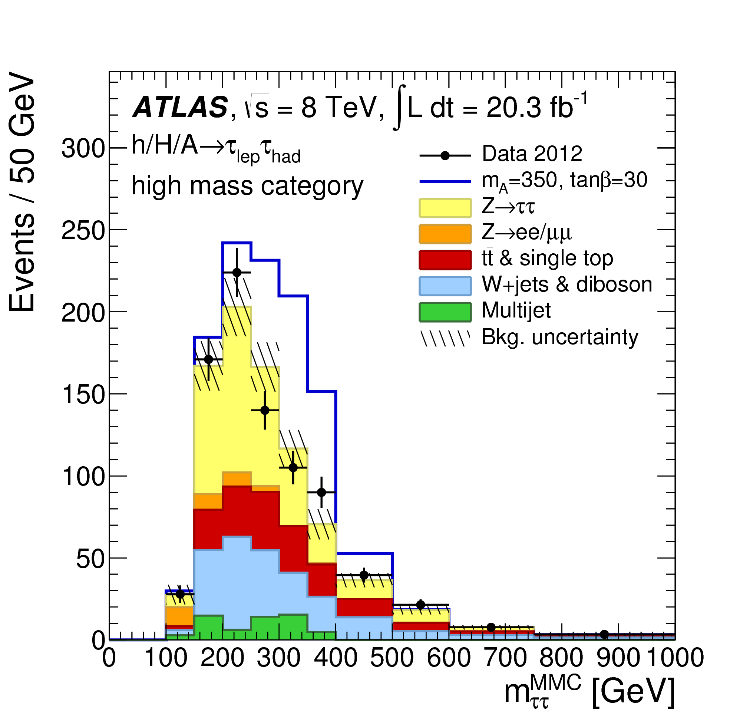 ATLAS, √s = 8 TeV, ∫L dt = 20.3 fb⁻¹
h/H/A→τlepτhad
high mass category
Data 2012
mA=350, tanβ=30
Z→ττ
Z→ee/μμ
tt̄ & single top
W+jets & diboson
Multijet
Bkg. uncertainty
Events / 50 GeV
300
250
200
150
100
50
0
0 100 200 300 400 500 600 700 800 900 1000
mττMMC [GeV]